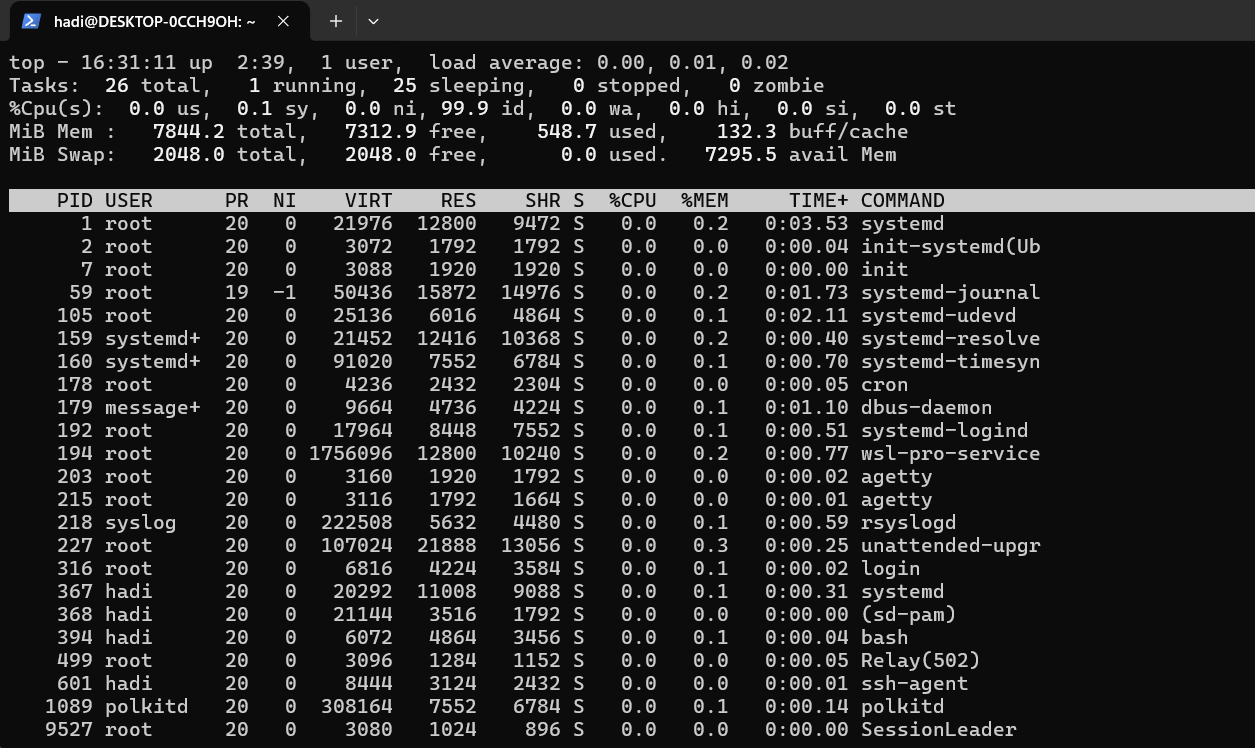 hadi@DESKTOP-0CCH9OH: ~
top - 16:31:11 up  2:39,  1 user,  load average: 0.00, 0.01, 0.02
Tasks:  26 total,   1 running,  25 sleeping,   0 stopped,   0 zombie
%Cpu(s):  0.0 us,  0.1 sy,  0.0 ni, 99.9 id,  0.0 wa,  0.0 hi,  0.0 si,  0.0 st
MiB Mem :   7844.2 total,   7312.9 free,    548.7 used,    132.3 buff/cache
MiB Swap:   2048.0 total,   2048.0 free,      0.0 used.   7295.5 avail Mem
    PID USER      PR  NI    VIRT    RES    SHR S  %CPU  %MEM     TIME+ COMMAND
      1 root      20   0   21976  12800   9472 S   0.0   0.2   0:03.53 systemd
      2 root      20   0    3072   1792   1792 S   0.0   0.0   0:00.04 init-systemd(Ub
      7 root      20   0    3088   1920   1920 S   0.0   0.0   0:00.00 init
     59 root      19  -1   50436  15872  14976 S   0.0   0.2   0:01.73 systemd-journal
    105 root      20   0   25136   6016   4864 S   0.0   0.1   0:02.11 systemd-udevd
    159 systemd+  20   0   21452  12416  10368 S   0.0   0.2   0:00.40 systemd-resolve
    160 systemd+  20   0   91020   7552   6784 S   0.0   0.1   0:00.70 systemd-timesyn
    178 root      20   0    4236   2432   2304 S   0.0   0.0   0:00.05 cron
    179 message+  20   0    9664   4736   4224 S   0.0   0.1   0:01.10 dbus-daemon
    192 root      20   0   17964   8448   7552 S   0.0   0.1   0:00.51 systemd-logind
    194 root      20   0 1756096  12800  10240 S   0.0   0.2   0:00.77 wsl-pro-service
    203 root      20   0    3160   1920   1792 S   0.0   0.0   0:00.02 agetty
    215 root      20   0    3116   1792   1664 S   0.0   0.0   0:00.01 agetty
    218 syslog    20   0  222508   5632   4480 S   0.0   0.1   0:00.59 rsyslogd
    227 root      20   0  107024  21888  13056 S   0.0   0.3   0:00.25 unattended-upgr
    316 root      20   0    6816   4224   3584 S   0.0   0.1   0:00.02 login
    367 hadi      20   0   20292  11008   9088 S   0.0   0.1   0:00.31 systemd
    368 hadi      20   0   21144   3516   1792 S   0.0   0.0   0:00.00 (sd-pam)
    394 hadi      20   0    6072   4864   3456 S   0.0   0.1   0:00.04 bash
    499 root      20   0    3096   1284   1152 S   0.0   0.0   0:00.05 Relay(502)
    601 hadi      20   0    8444   3124   2432 S   0.0   0.0   0:00.01 ssh-agent
   1089 polkitd   20   0  308164   7552   6784 S   0.0   0.1   0:00.14 polkitd
   9527 root      20   0    3080   1024    896 S   0.0   0.0   0:00.00 SessionLeader